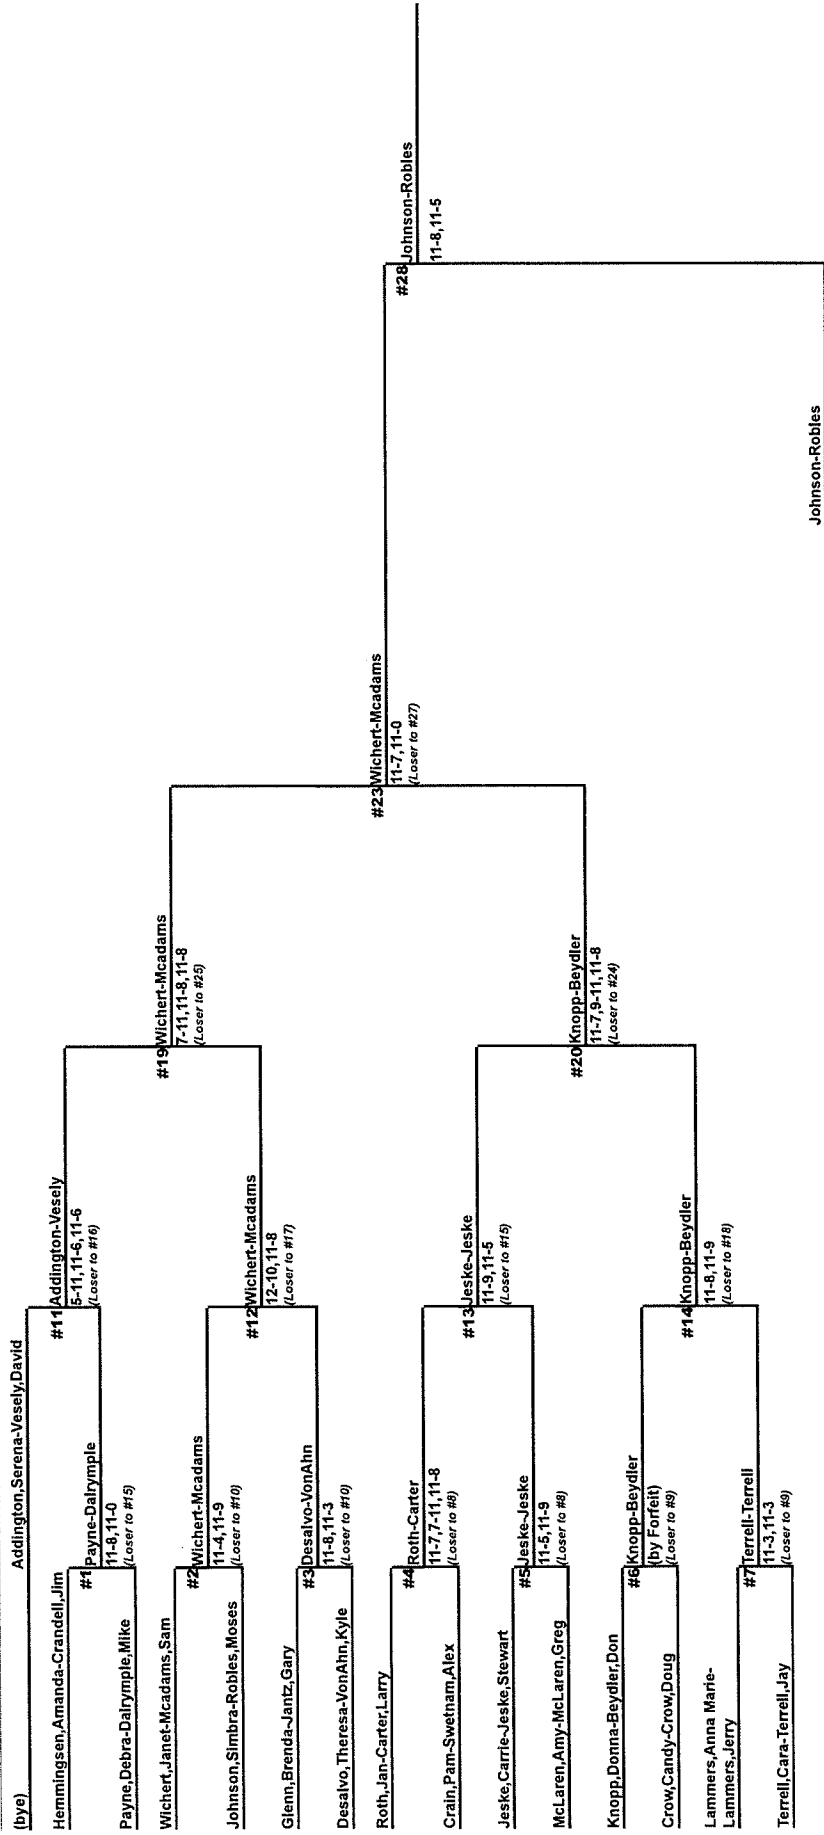 (bye)
Addington,Serena-Vesely,David
Hemmingsen,Amanda-Crandell,Jim
Payne,Debra-Dalrymple,Mike
Wichert,Janet-Mcadams,Sam
Johnson,Simbra-Robles,Moses
Glenn,Brenda-Jantz,Gary
Desalvo,Theresa-VonAhn,Kyle
Roth,Jan-Carter,Larry
Crain,Pam-Swetnam,Alex
Jeske,Carrie-Jeske,Stewart
McLaren,Amy-McLaren,Greg
Knopp,Donna-Beydler,Don
Crow,Candy-Crow,Doug
Lammers,Anna Marie-
Lammers,Jerry
Terrell,Cara-Terrell,Jay
#1 Payne-Dalrymple
11-8,11-0
(Loser to #15)
#2 Wichert-Mcadams
11-4,11-9
(Loser to #10)
#3 Desalvo-VonAhn
11-8,11-3
(Loser to #10)
#4 Roth-Carter
11-7,7-11,11-8
(Loser to #8)
#5 Jeske-Jeske
11-5,11-9
(Loser to #8)
#6 Knopp-Beydler
(by Forfeit)
(Loser to #9)
#7 Terrell-Terrell
11-3,11-3
(Loser to #9)
#11 Addington-Vesely
5-11,11-6,11-6
(Loser to #16)
#12 Wichert-Mcadams
12-10,11-8
(Loser to #17)
#13 Jeske-Jeske
11-9,11-5
(Loser to #15)
#14 Knopp-Beydler
11-8,11-9
(Loser to #18)
#19 Wichert-Mcadams
7-11,11-8,11-8
(Loser to #25)
#20 Knopp-Beydler
11-7,9-11,11-8
(Loser to #24)
#23 Wichert-Mcadams
11-7,11-0
(Loser to #27)
Johnson-Robles
#28 Johnson-Robles
11-8,11-5